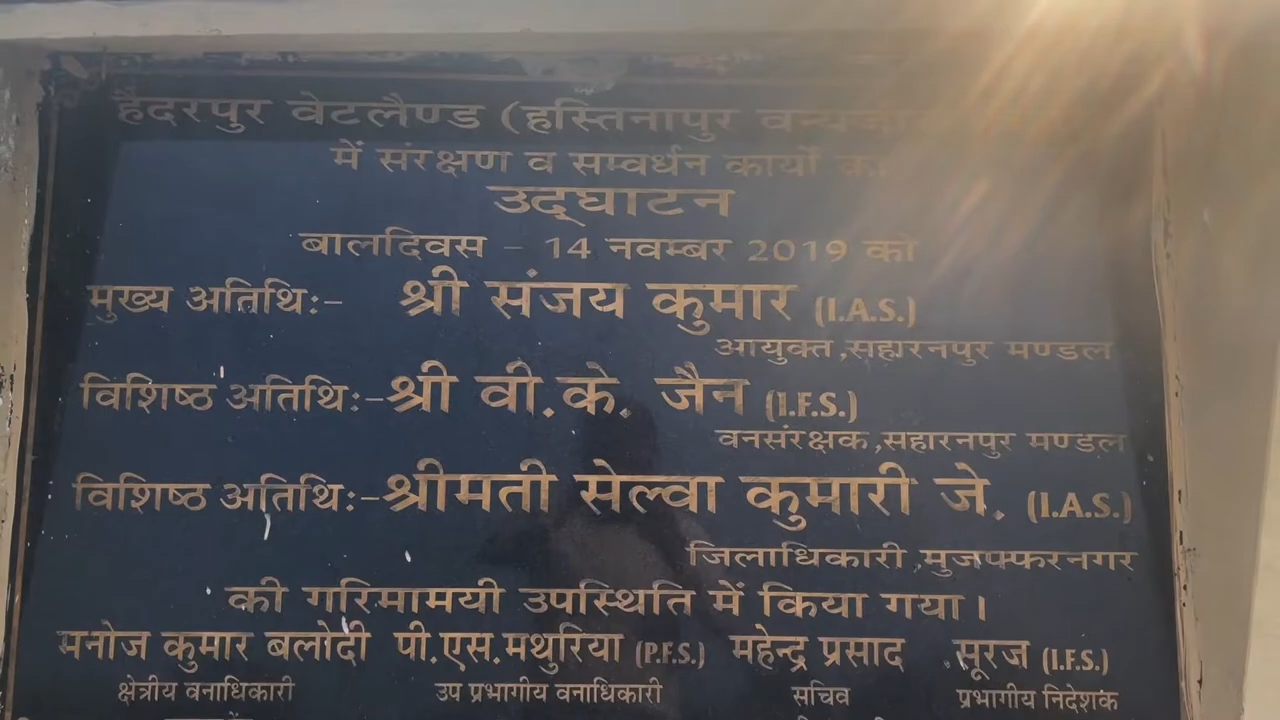 हैदरपुर वेटलैण्ड (हस्तिनापुर
में संरक्षण व सम्वर्धन कार्यो का
उद्घाटन
बालदिवस - 14 नवम्बर 2019 को
मुख्य अतिथि:- श्री संजय कुमार (I.A.S.)
आयुक्त,सहारनपुर मण्डल
विशिष्ठ अतिथि:-श्री वी.के. जैन (I.F.S.)
वनसंरक्षक,सहारनपुर मण्डल
विशिष्ठ अतिथि:-श्रीमती सेल्वा कुमारी जे. (I.A.S.)
जिलाधिकारी,मुजफ्फरनगर
की गरिमामयी उपस्थिति में किया गया।
मनोज कुमार बलोदी पी.एस.मथुरिया (P.F.S.) महेन्द्र प्रसाद सूरज (I.F.S.)
क्षेत्रीय वनाधिकारी उप प्रभागीय वनाधिकारी सचिव प्रभागीय निदेशक